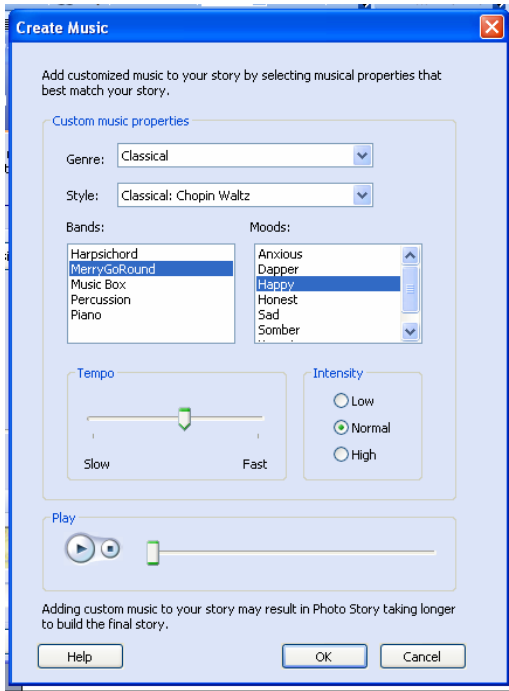 Create Music
Add customized music to your story by selecting musical properties that
best match your story.
Custom music properties
Genre: Classical
Style: Classical: Chopin Waltz
Bands: Moods:
Harpsichord
MerryGoRound
Music Box
Percussion
Piano
Anxious
Dapper
Happy
Honest
Sad
Somber
Tempo
Slow Fast
Intensity
Low
Normal
High
Play
Adding custom music to your story may result in Photo Story taking longer
to build the final story.
Help OK Cancel